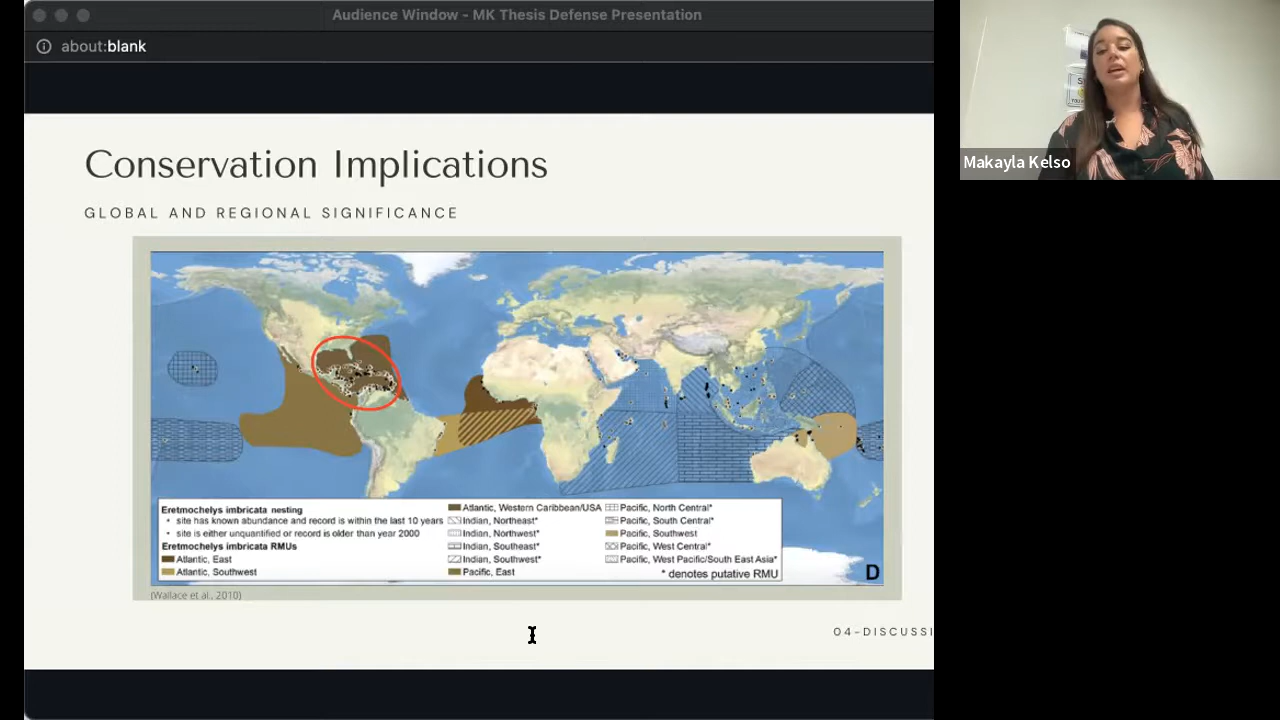 Audience Window - MK Thesis Defense Presentation
about:blank
Conservation Implications
GLOBAL AND REGIONAL SIGNIFICANCE
Eretmochelys imbricata nesting
• site has known abundance and record is within the last 10 years
• site is either unquantified or record is older than year 2000
Eretmochelys imbricata RMUs
Atlantic, East
Atlantic, Southwest
Atlantic, Western Caribbean/USA
Indian, Northeast*
Indian, Northwest*
Indian, Southeast*
Indian, Southwest*
Pacific, East
Pacific, North Central*
Pacific, South Central*
Pacific, Southwest
Pacific, West Central*
Pacific, West Pacific/South East Asia*
* denotes putative RMU
D
(Wallace et al., 2010)
04-DISCUSSI
Makayla Kelso